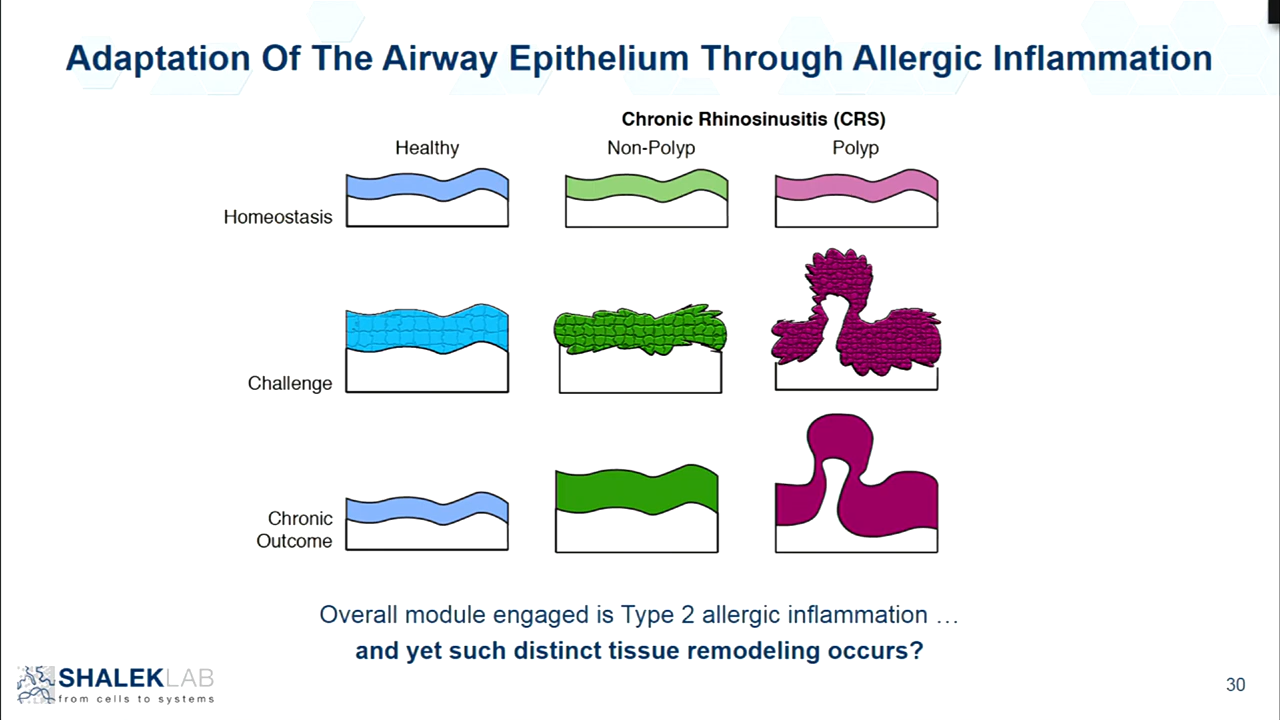 Adaptation Of The Airway Epithelium Through Allergic Inflammation
Chronic Rhinosinusitis (CRS)
Healthy
Non-Polyp
Polyp
Homeostasis
Challenge
Chronic
Outcome
Overall module engaged is Type 2 allergic inflammation …
and yet such distinct tissue remodeling occurs?
SHALEKLAB
from cells to systems
30